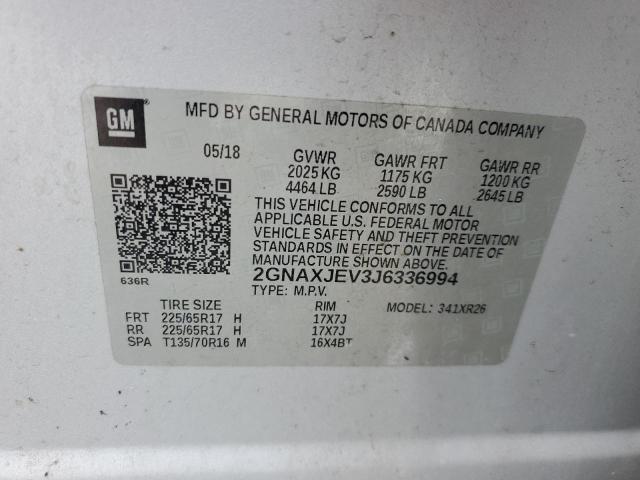 GM
MFD BY GENERAL MOTORS OF CANADA COMPANY
05/18 GVWR GAWR FRT GAWR RR
2025 KG 1175 KG 1200 KG
4464 LB 2590 LB 2645 LB
THIS VEHICLE CONFORMS TO ALL
APPLICABLE U.S. FEDERAL MOTOR
VEHICLE SAFETY AND THEFT PREVENTION
STANDARDS IN EFFECT ON THE DATE OF
MANUFACTURE SHOWN ABOVE.
2GNAXJEV3J6336994
636R
TYPE: M.P.V. MODEL: 341XR26
TIRE SIZE RIM
FRT 225/65R17 H 17X7J
RR 225/65R17 H 17X7J
SPA T135/70R16 M 16X4BT